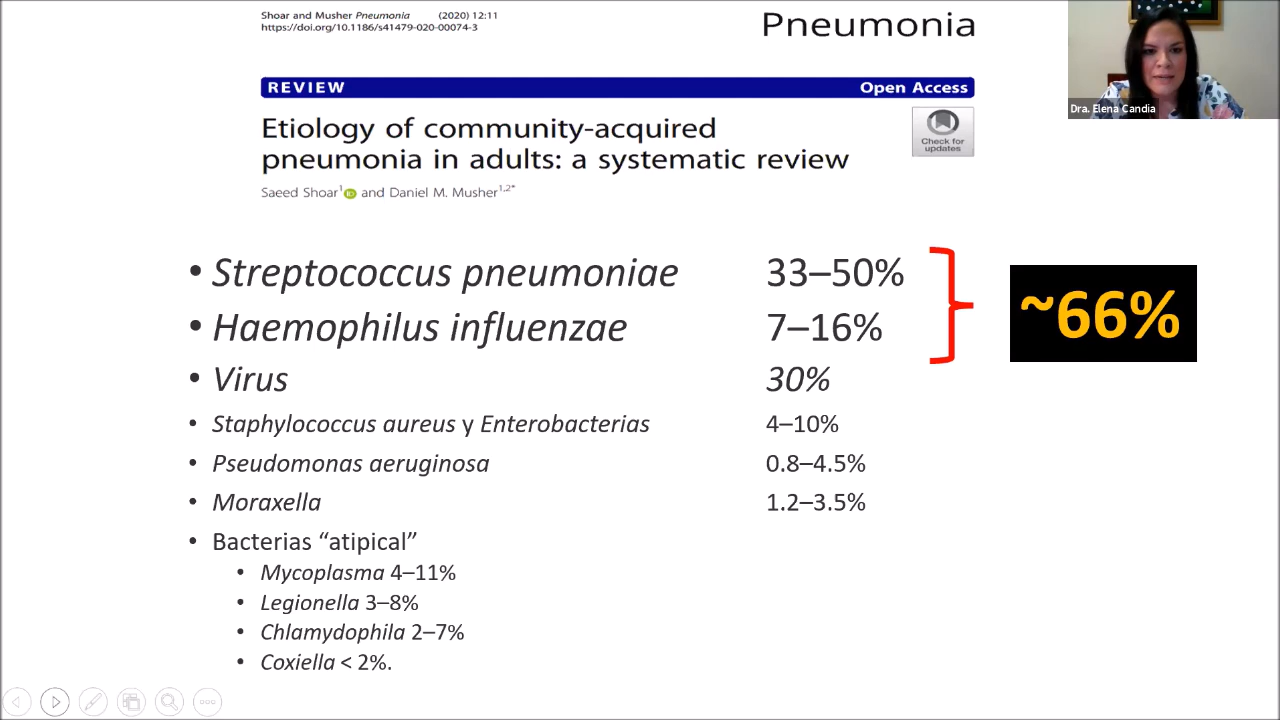 Shoar and Musher Pneumonia (2020) 12:11
https://doi.org/10.1186/s41479-020-00074-3
Pneumonia
Dra. Elena Candia
REVIEW Open Access
Etiology of community-acquired
pneumonia in adults: a systematic review
Check for
updates
Saeed Shoar1 iD and Daniel M. Musher1,2*
• Streptococcus pneumoniae 33–50%
• Haemophilus influenzae 7–16%
~66%
• Virus 30%
• Staphylococcus aureus y Enterobacterias 4–10%
• Pseudomonas aeruginosa 0.8–4.5%
• Moraxella 1.2–3.5%
• Bacterias “atipical”
• Mycoplasma 4–11%
• Legionella 3–8%
• Chlamydophila 2–7%
• Coxiella < 2%.